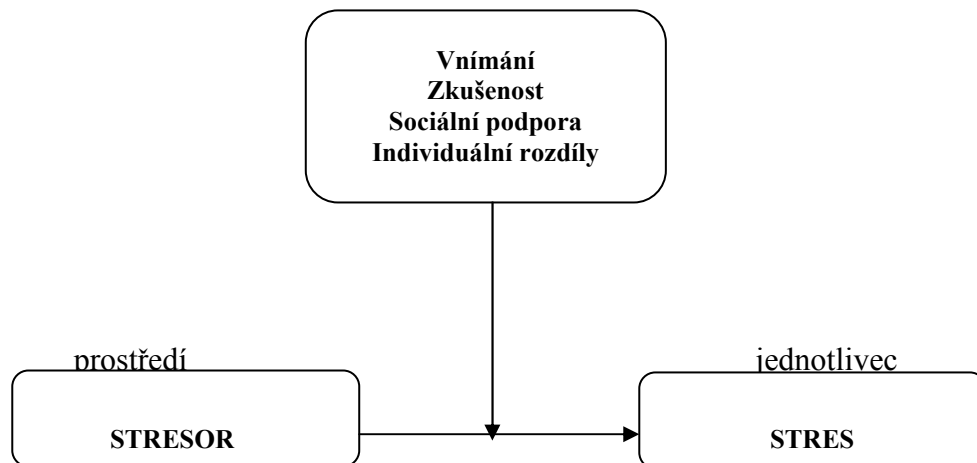 Vnímání
Zkušenost
Sociální podpora
Individuální rozdíly
prostředí
jednotlivec
STRESOR
STRES